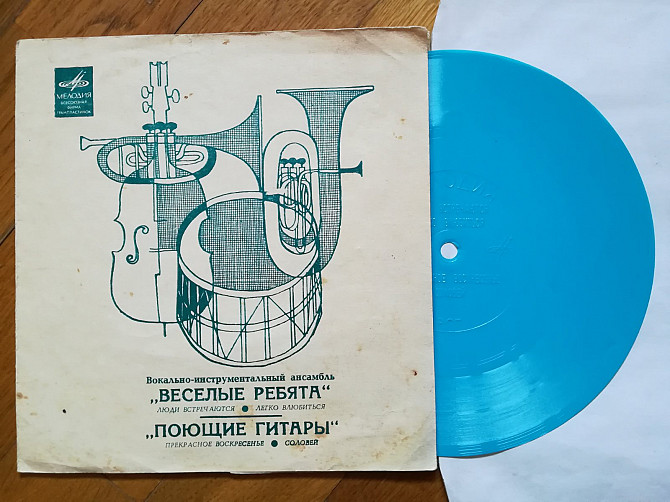 МЕЛОДИЯ
ВСЕСОЮЗНАЯ
ФИРМА
ГРАМПЛАСТИНОК
Вокально-инструментальный ансамбль
„ВЕСЕЛЫЕ РЕБЯТА“
ЛЮДИ ВСТРЕЧАЮТСЯ ● ЛЕГКО ВЛЮБИТЬСЯ
„ПОЮЩИЕ ГИТАРЫ“
ПРЕКРАСНОЕ ВОСКРЕСЕНЬЕ ● СОЛОВЕЙ